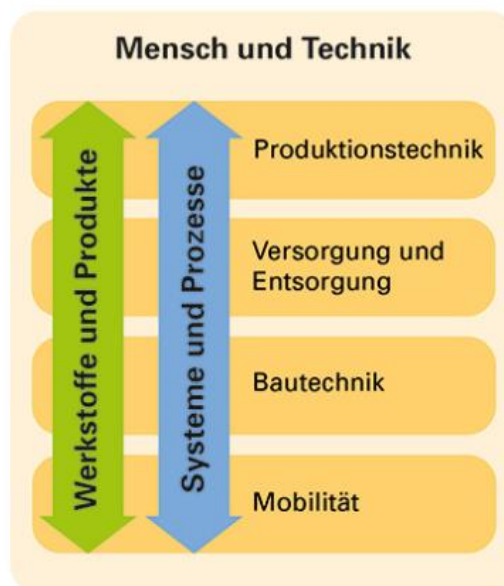 Mensch und Technik
Werkstoffe und Produkte
Systeme und Prozesse
Produktionstechnik
Versorgung und
Entsorgung
Bautechnik
Mobilität